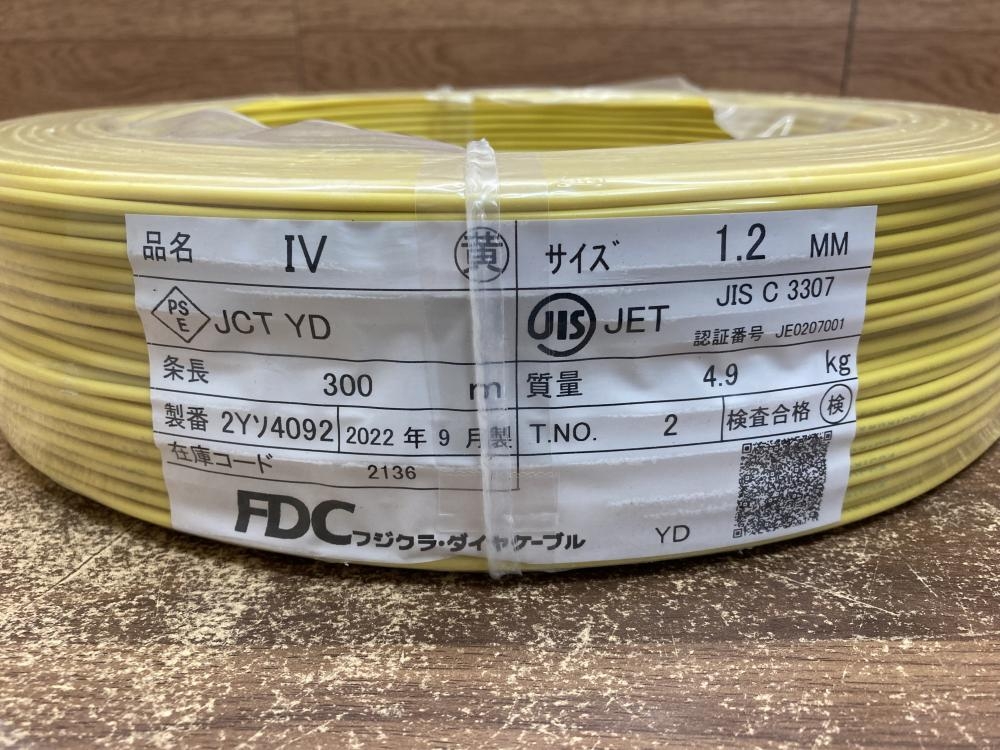 品名 IV 黄 サイズ 1.2 MM
PS E JCT YD JIS JET JIS C 3307
認証番号 JE0207001
条長 300 m 質量 4.9 kg
製番 2Yソ4092 2022 年 9 月 製 T.NO. 2 検査合格 検
在庫コード 2136
FDC フジクラ・ダイヤケーブル YD